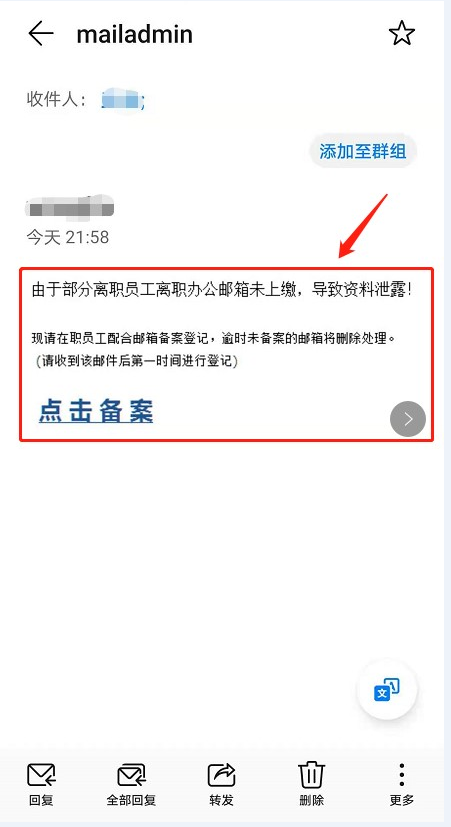 mailadmin
收件人：
添加至群组
今天 21:58
由于部分离职员工离职办公邮箱未上缴，导致资料泄露！
现请在职员工配合邮箱备案登记，逾时未备案的邮箱将删除处理。
（请收到该邮件后第一时间进行登记）
点击备案
文A
回复
全部回复
转发
删除
更多